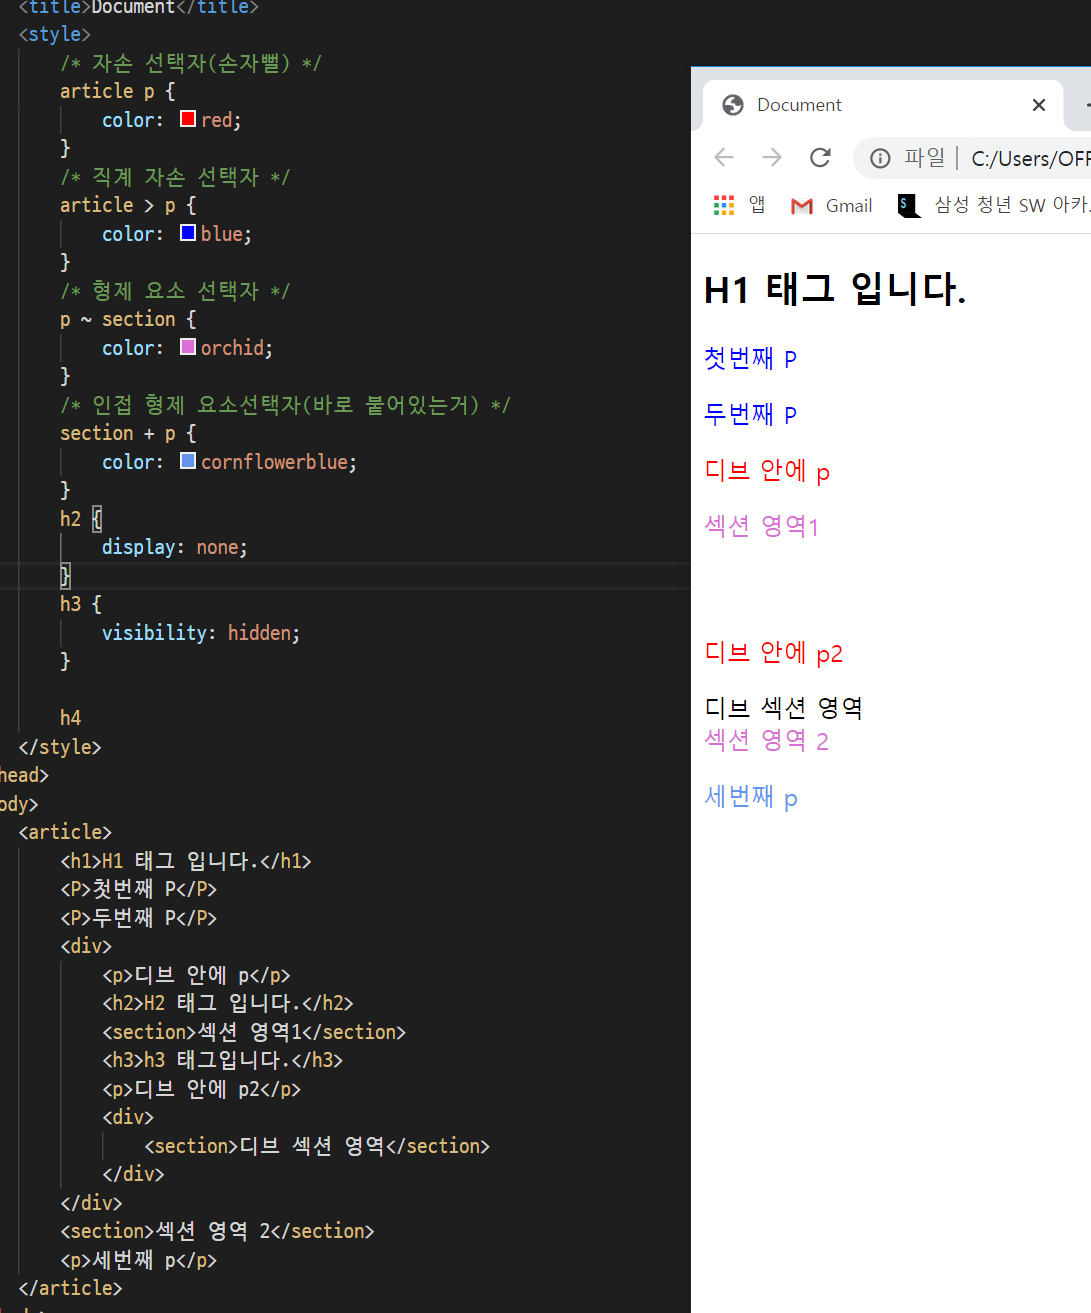 <title>Document</title>
<style>
/* 자손 선택자(손자뻘) */
article p {
color: red;
}
/* 직계 자손 선택자 */
article > p {
color: blue;
}
/* 형제 요소 선택자 */
p ~ section {
color: orchid;
}
/* 인접 형제 요소선택자(바로 붙어있는거) */
section + p {
color: cornflowerblue;
}
h2 {
display: none;
}
h3 {
visibility: hidden;
}
h4
</style>
head>
ody>
<article>
<h1>H1 태그 입니다.</h1>
<P>첫번째 P</P>
<P>두번째 P</P>
<div>
<p>디브 안에 p</p>
<h2>H2 태그 입니다.</h2>
<section>섹션 영역1</section>
<h3>h3 태그입니다.</h3>
<p>디브 안에 p2</p>
<div>
<section>디브 섹션 영역</section>
</div>
</div>
<section>섹션 영역 2</section>
<p>세번째 p</p>
</article>
Document
파일 | C:/Users/OFF
앱 Gmail 삼성 청년 SW 아카.
H1 태그 입니다.
첫번째 P
두번째 P
디브 안에 p
섹션 영역1
디브 안에 p2
디브 섹션 영역
섹션 영역 2
세번째 p